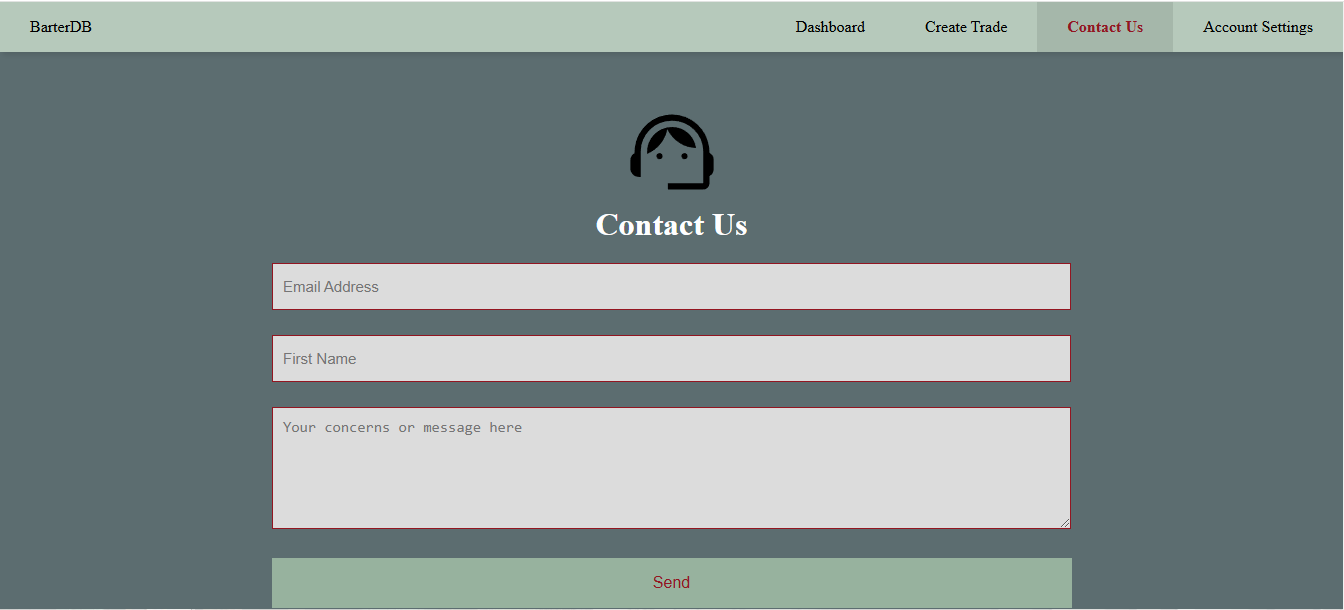 BarterDB Dashboard Create Trade Contact Us Account Settings
Contact Us
Email Address
First Name
Your concerns or message here
Send